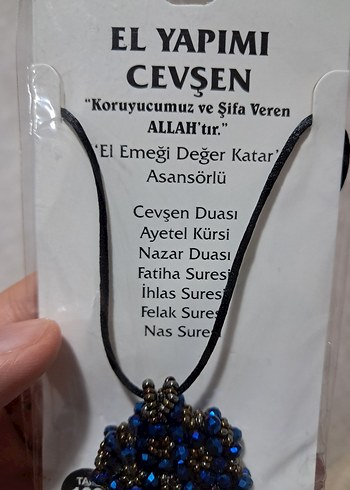 EL YAPIMI
CEVŞEN
“Koruyucumuz ve Şifa Veren
ALLAH'tır.”
‘El Emeği Değer Katar’
Asansörlü
Cevşen Duası
Ayetel Kürsi
Nazar Duası
Fatiha Suresi
İhlas Suresi
Felak Suresi
Nas Suresi